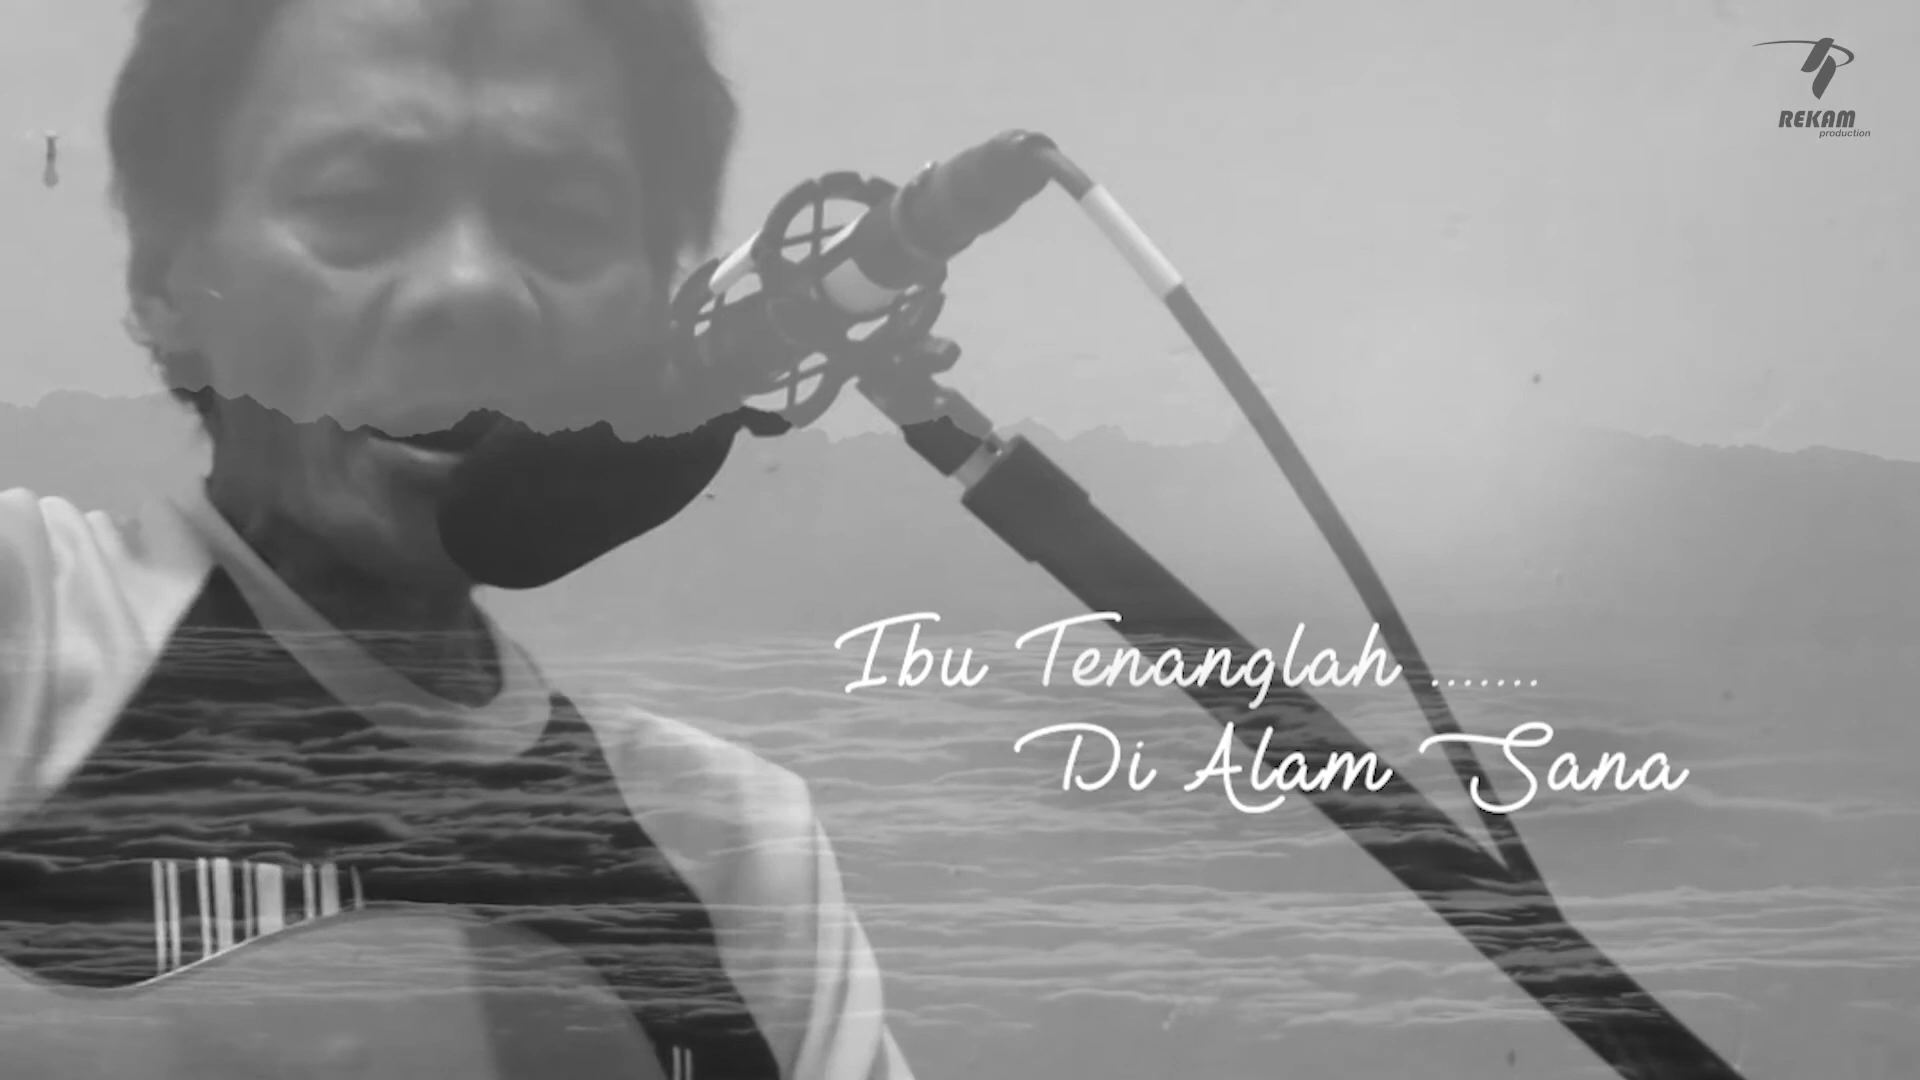 REKAM
production
Ibu Tenanglah .......
Di Alam Sana